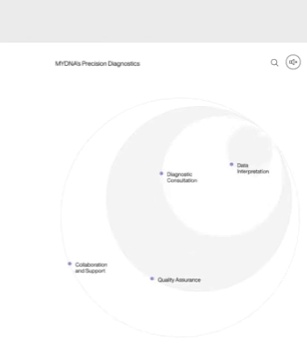 MYDNA's Precision Diagnostics
Data
Interpretation
Diagnostic
Consultation
Collaboration
and Support
Quality Assurance